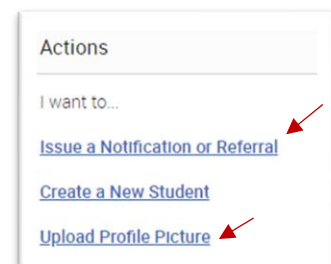 Actions
I want to...
Issue a Notification or Referral
Create a New Student
Upload Profile Picture